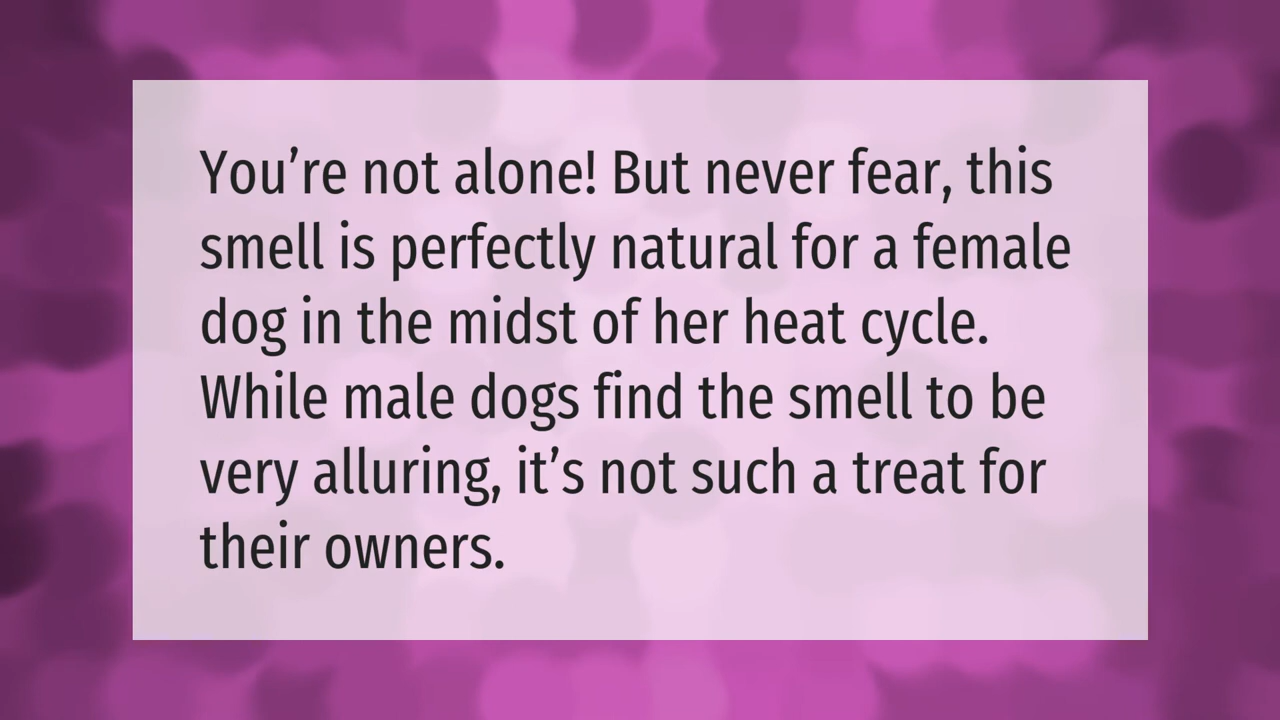 You’re not alone! But never fear, this
smell is perfectly natural for a female
dog in the midst of her heat cycle.
While male dogs find the smell to be
very alluring, it’s not such a treat for
their owners.